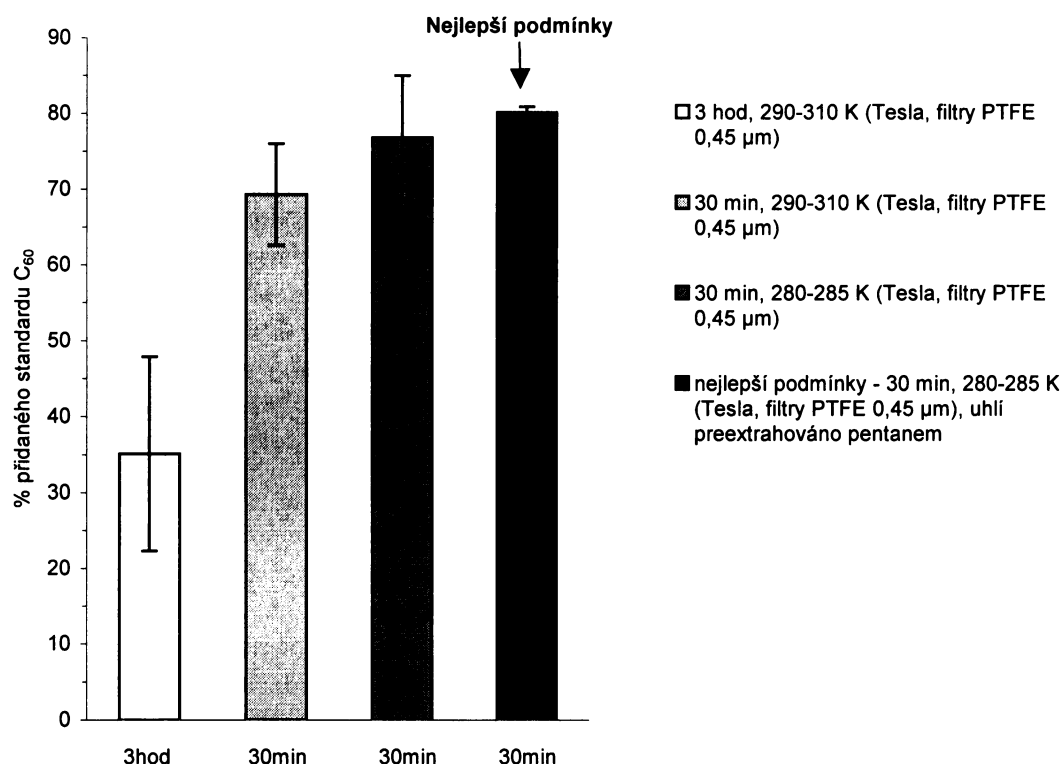 Nejlepší podmínky
90
80
70
60
50
40
30
20
10
0
% přidaného standardu C₆₀
3hod 30min 30min 30min
3 hod, 290-310 K (Tesla, filtry PTFE
0,45 µm)
30 min, 290-310 K (Tesla, filtry PTFE
0,45 µm)
30 min, 280-285 K (Tesla, filtry PTFE
0,45 µm)
nejlepší podmínky - 30 min, 280-285 K
(Tesla, filtry PTFE 0,45 µm), uhlí
preextrahováno pentanem